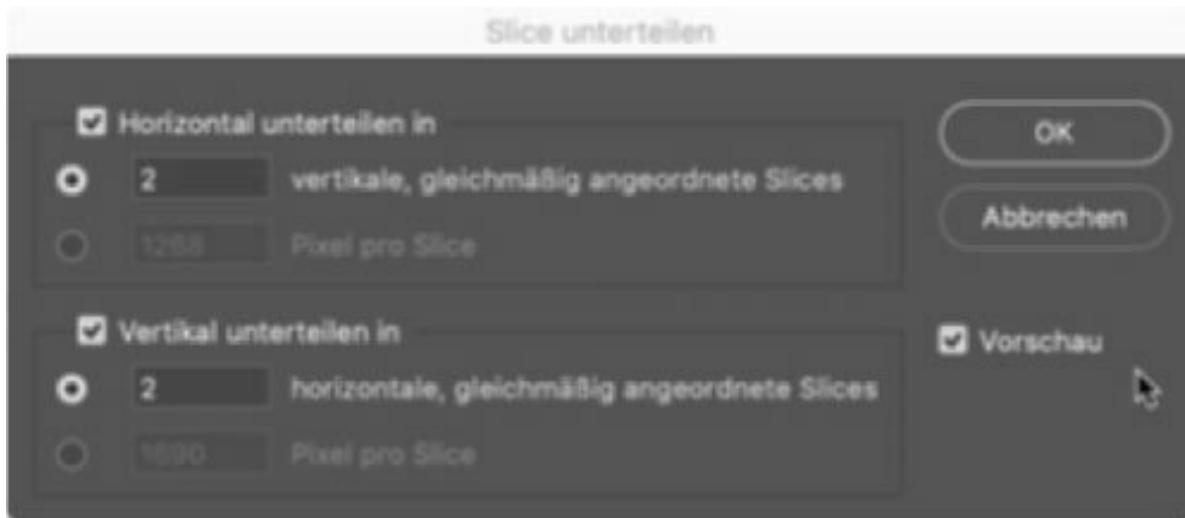 Slice unterteilen
Horizontal unterteilen in
2 vertikale, gleichmäßig angeordnete Slices
1268 Pixel pro Slice
Vertikal unterteilen in
2 horizontale, gleichmäßig angeordnete Slices
1690 Pixel pro Slice
OK
Abbrechen
Vorschau